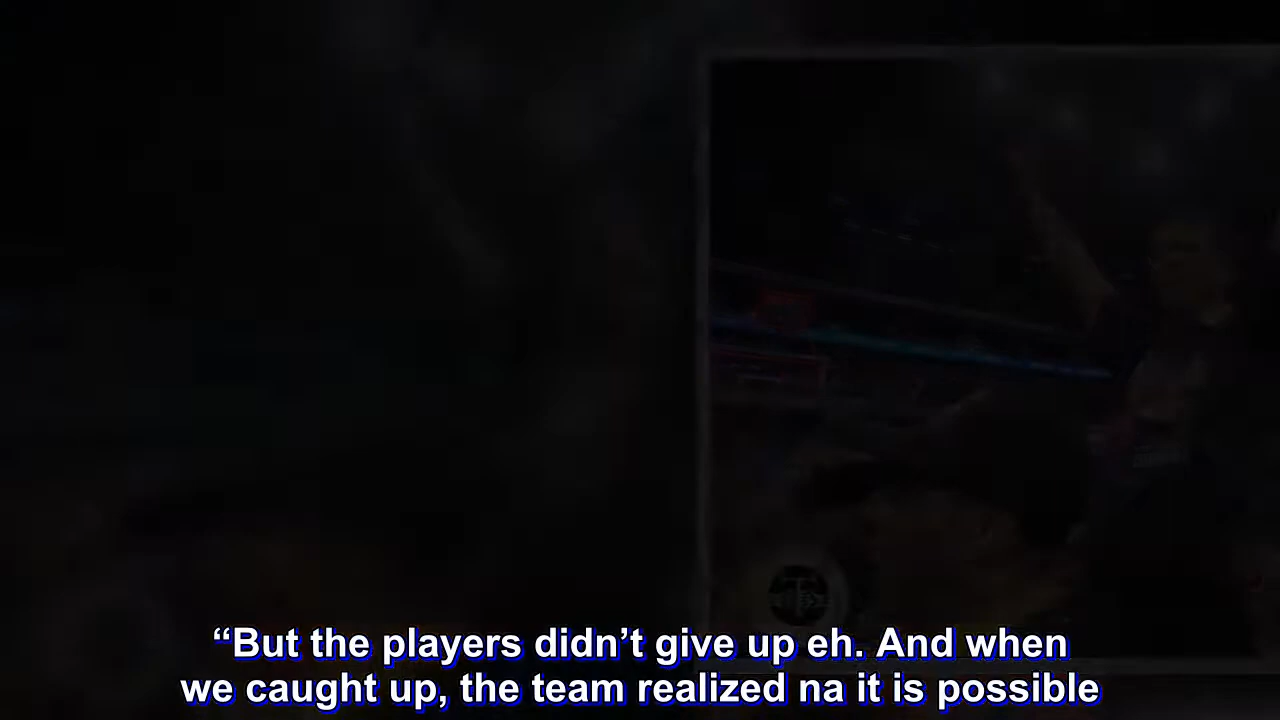 “But the players didn’t give up eh. And when
we caught up, the team realized na it is possible